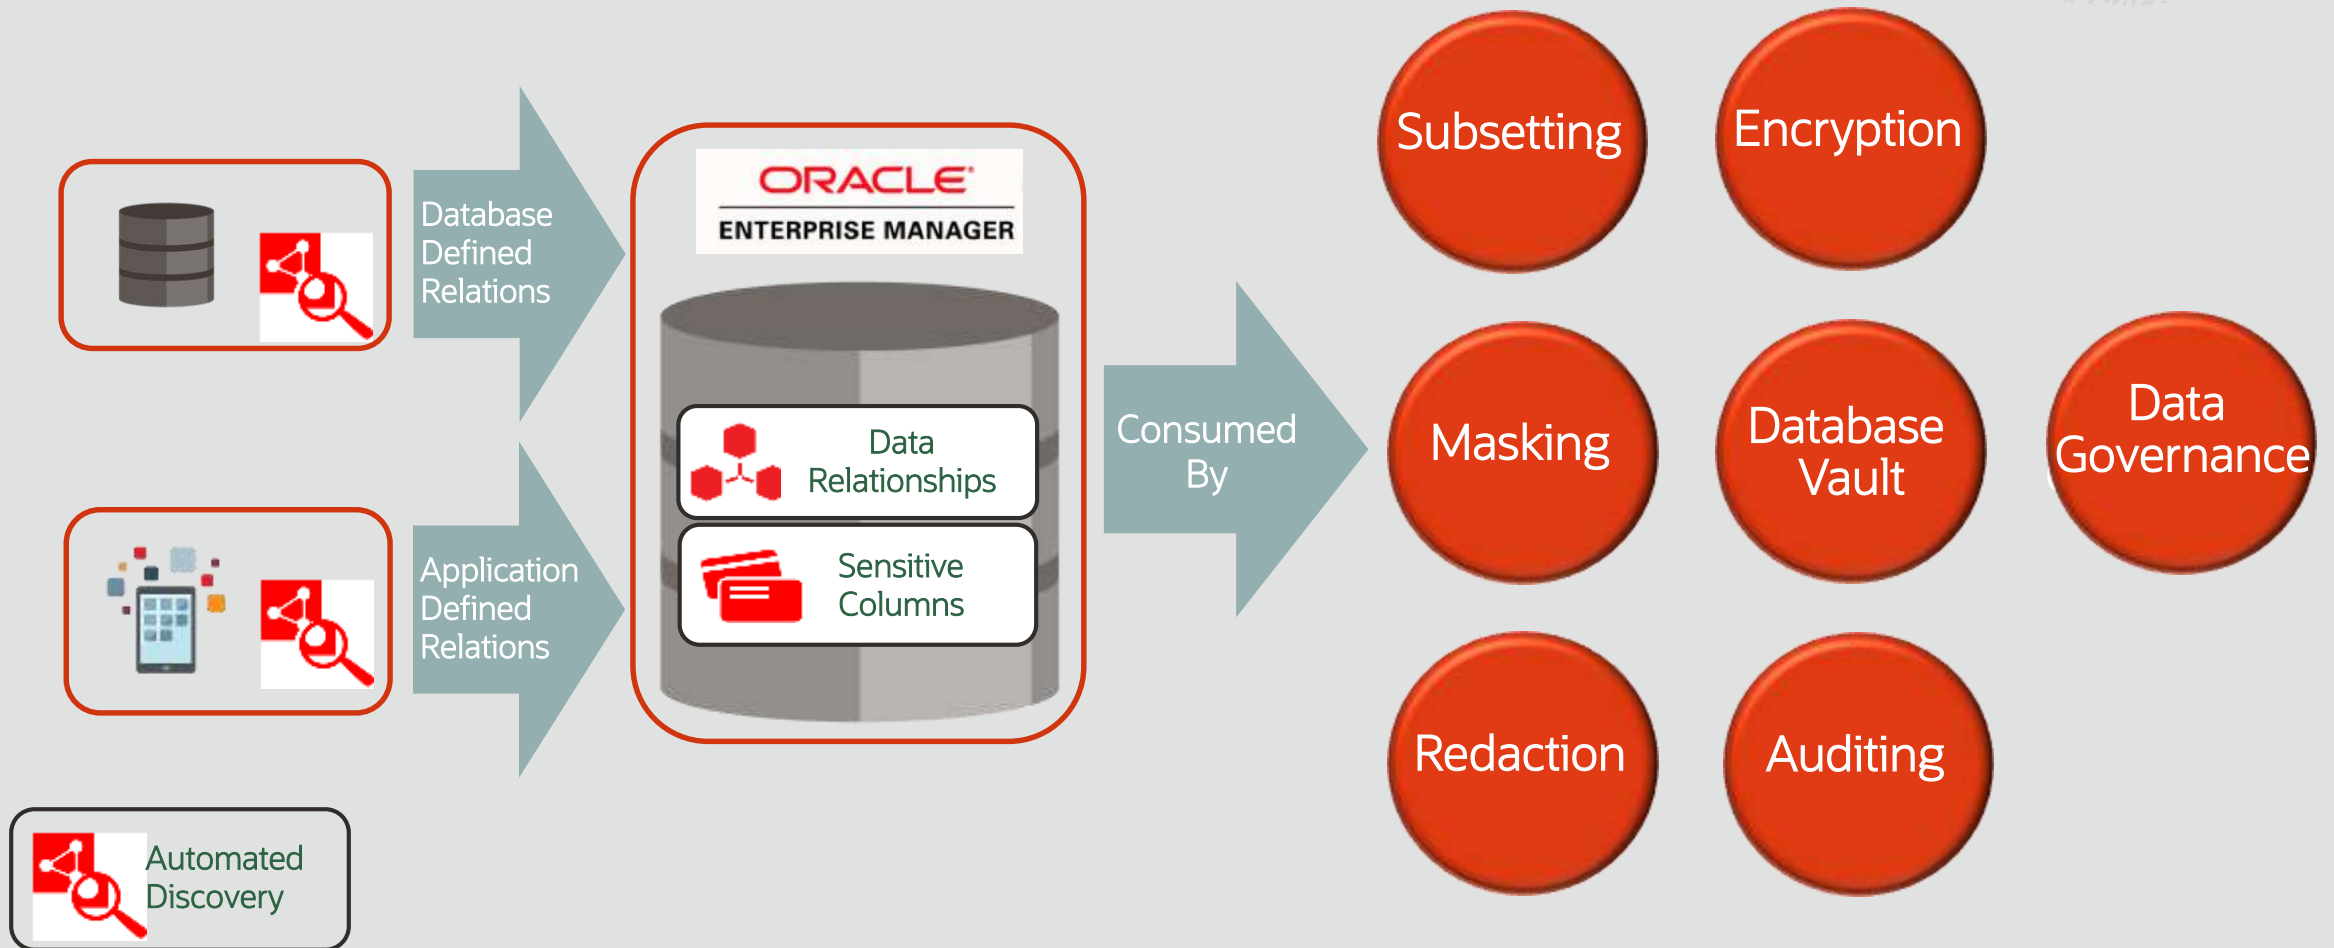 Database
Defined
Relations
Application
Defined
Relations
Automated
Discovery
ORACLE
ENTERPRISE MANAGER
Data
Relationships
Sensitive
Columns
Consumed
By
Subsetting
Encryption
Masking
Database
Vault
Data
Governance
Redaction
Auditing